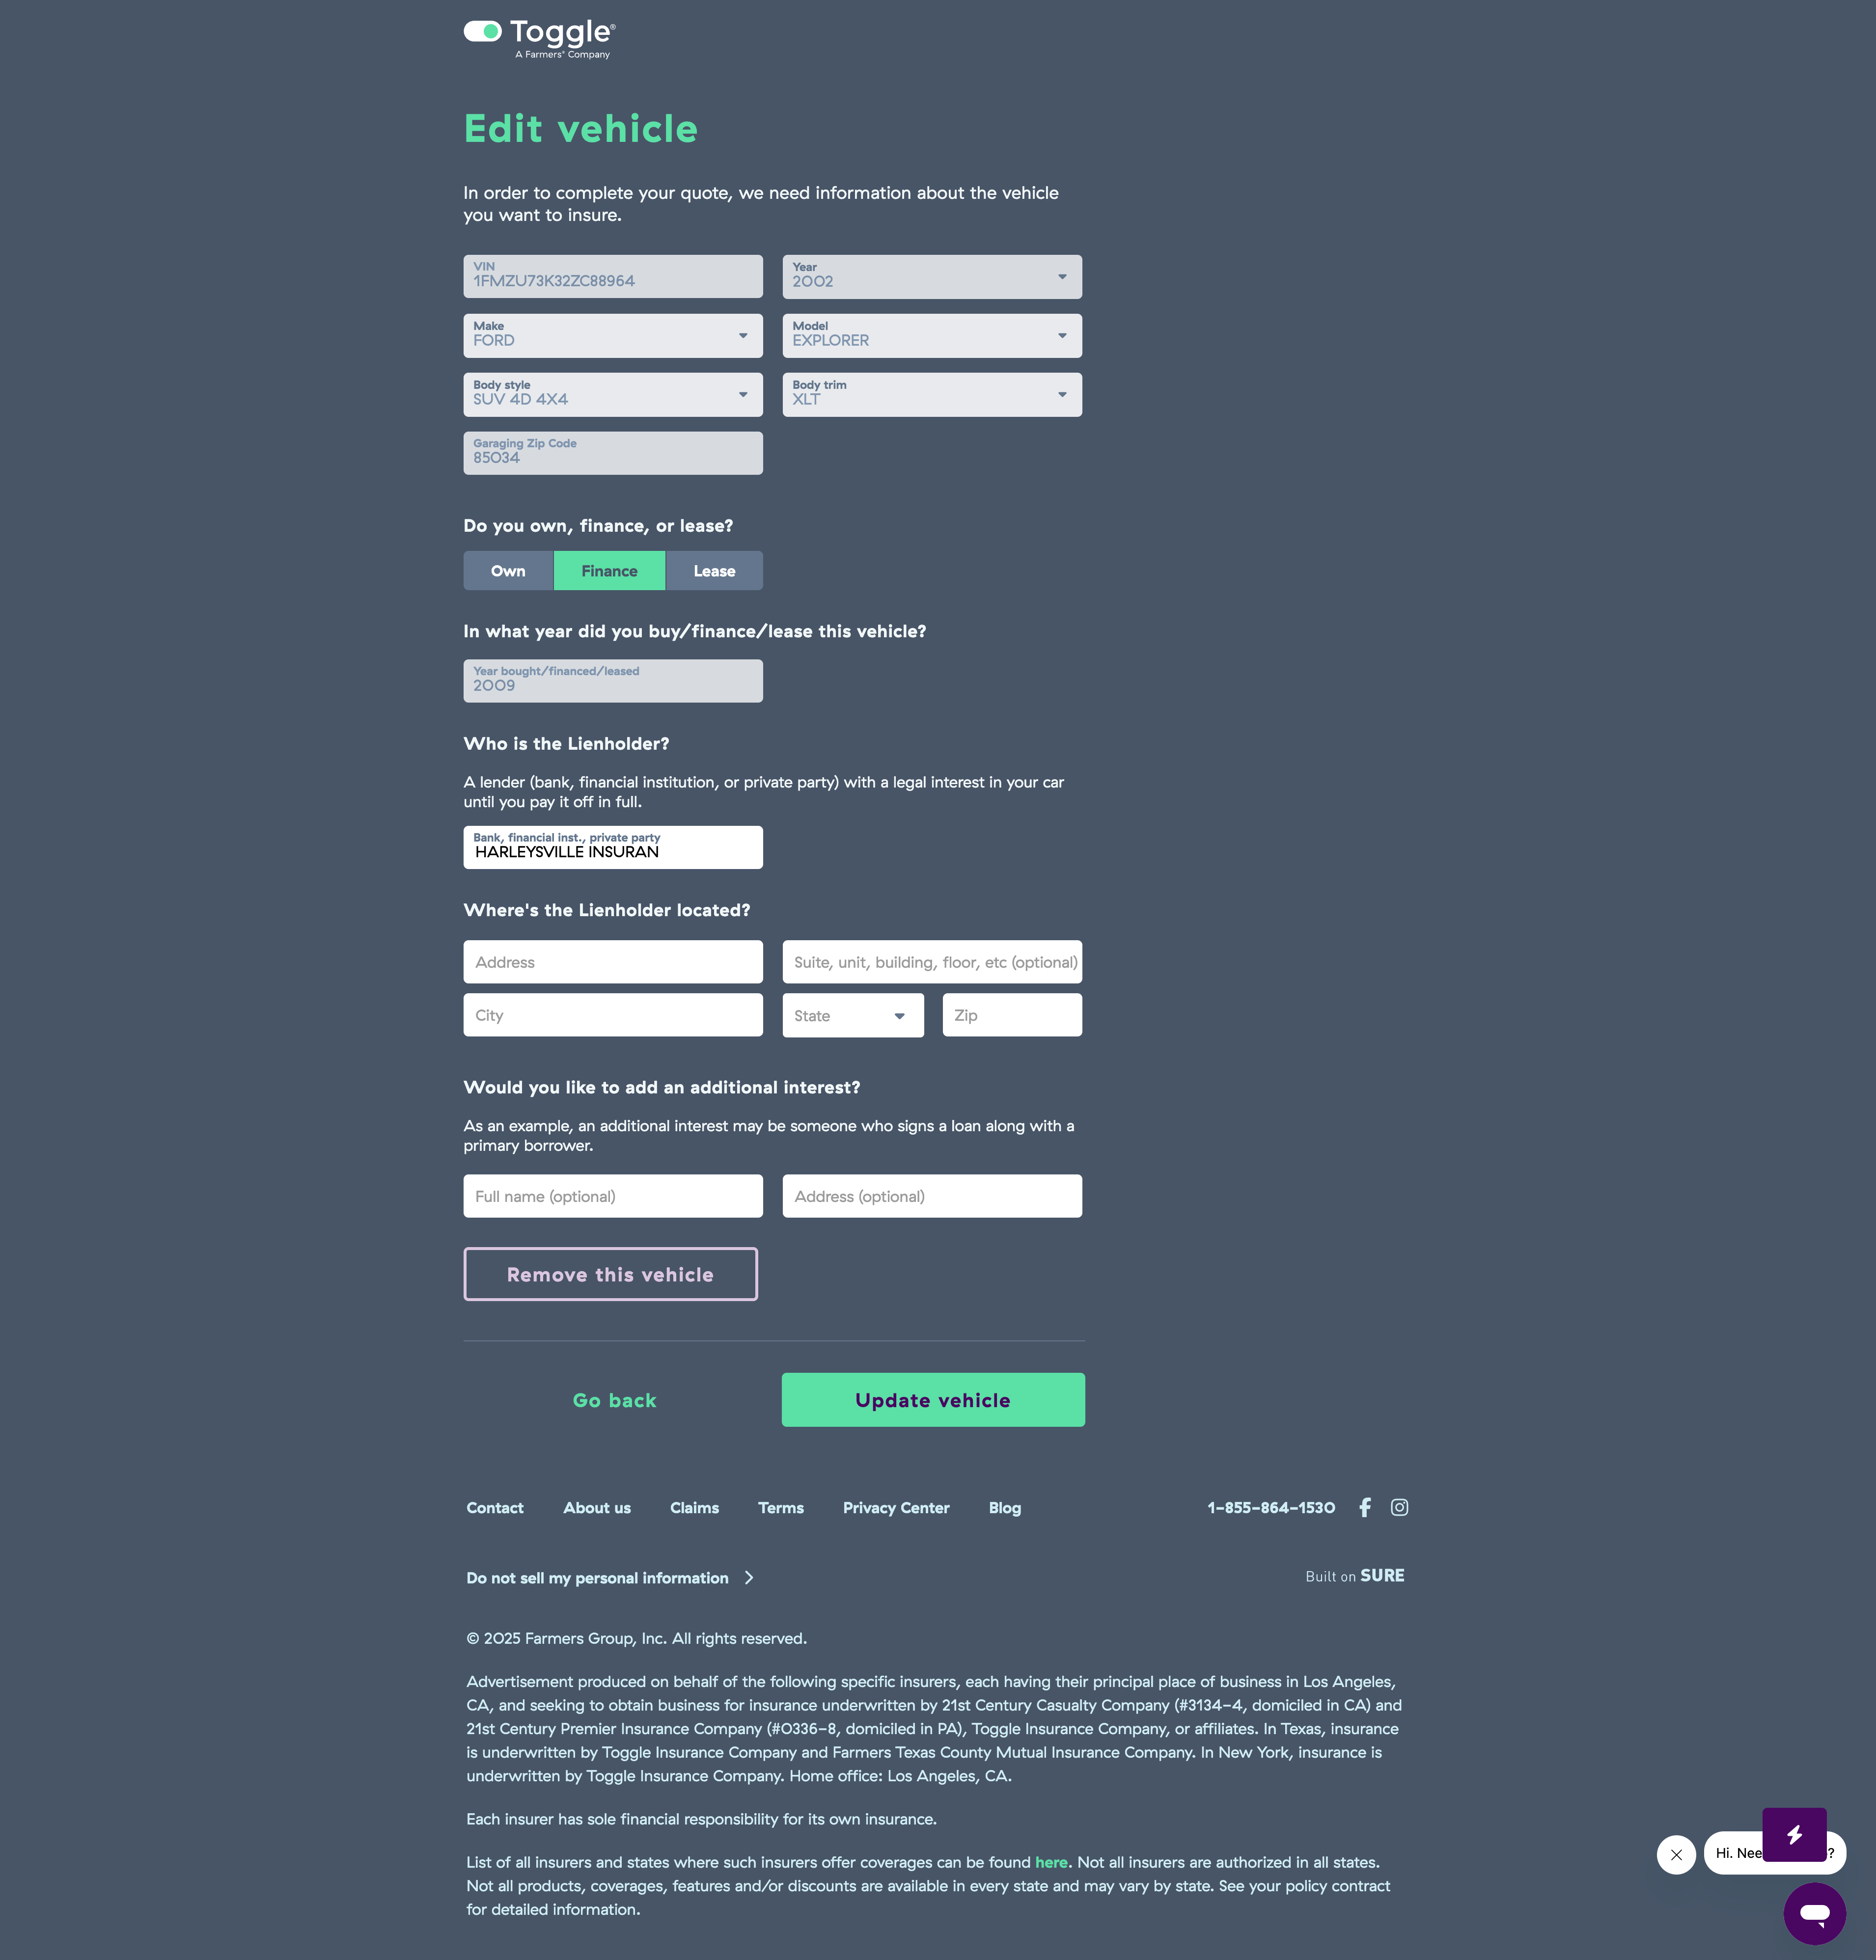 Toggle®
A Farmers® Company
Edit vehicle
In order to complete your quote, we need information about the vehicle
you want to insure.
VIN
1FMZU73K32ZC88964
Year
2002
Make
FORD
Model
EXPLORER
Body style
SUV 4D 4X4
Body trim
XLT
Garaging Zip Code
85034
Do you own, finance, or lease?
Own
Finance
Lease
In what year did you buy/finance/lease this vehicle?
Year bought/financed/leased
2009
Who is the Lienholder?
A lender (bank, financial institution, or private party) with a legal interest in your car
until you pay it off in full.
Bank, financial inst., private party
HARLEYSVILLE INSURAN
Where's the Lienholder located?
Address
Suite, unit, building, floor, etc (optional)
City
State
Zip
Would you like to add an additional interest?
As an example, an additional interest may be someone who signs a loan along with a
primary borrower.
Full name (optional)
Address (optional)
Remove this vehicle
Go back
Update vehicle
Contact
About us
Claims
Terms
Privacy Center
Blog
1-855-864-1530
Do not sell my personal information
Built on SURE
© 2025 Farmers Group, Inc. All rights reserved.
Advertisement produced on behalf of the following specific insurers, each having their principal place of business in Los Angeles,
CA, and seeking to obtain business for insurance underwritten by 21st Century Casualty Company (#3134-4, domiciled in CA) and
21st Century Premier Insurance Company (#0336-8, domiciled in PA), Toggle Insurance Company, or affiliates. In Texas, insurance
is underwritten by Toggle Insurance Company and Farmers Texas County Mutual Insurance Company. In New York, insurance is
underwritten by Toggle Insurance Company. Home office: Los Angeles, CA.
Each insurer has sole financial responsibility for its own insurance.
List of all insurers and states where such insurers offer coverages can be found here. Not all insurers are authorized in all states.
Not all products, coverages, features and/or discounts are available in every state and may vary by state. See your policy contract
for detailed information.
Hi. Nee ?